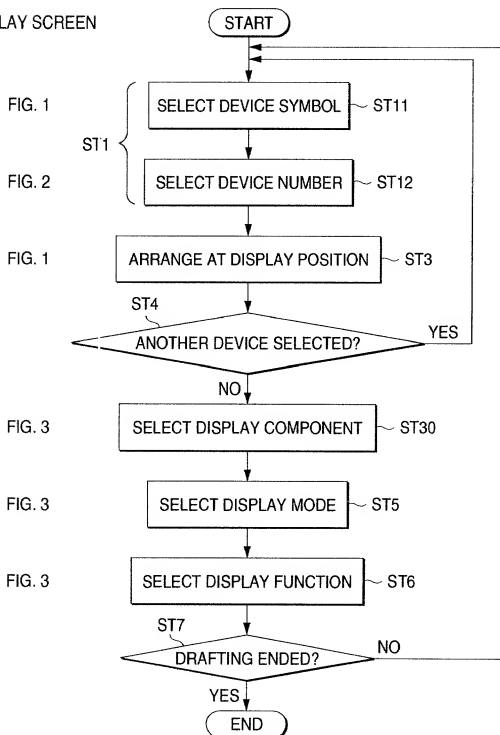 LAY SCREEN
START
FIG. 1
SELECT DEVICE SYMBOL
ST11
ST1
FIG. 2
SELECT DEVICE NUMBER
ST12
FIG. 1
ARRANGE AT DISPLAY POSITION
ST3
ST4
ANOTHER DEVICE SELECTED?
YES
NO
FIG. 3
SELECT DISPLAY COMPONENT
ST30
FIG. 3
SELECT DISPLAY MODE
ST5
FIG. 3
SELECT DISPLAY FUNCTION
ST6
ST7
DRAFTING ENDED?
NO
YES
END